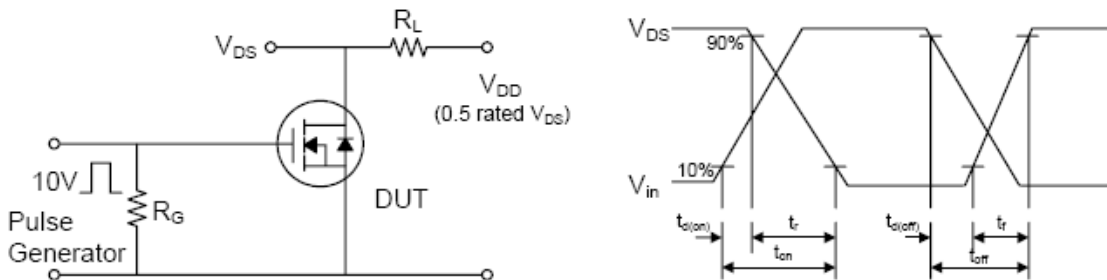 R_L
V_DS
V_DD
(0.5 rated V_DS)
10V
R_G
DUT
Pulse
Generator
V_DS
90%
10%
V_in
t_d(on)
t_r
t_on
t_d(off)
t_f
t_off